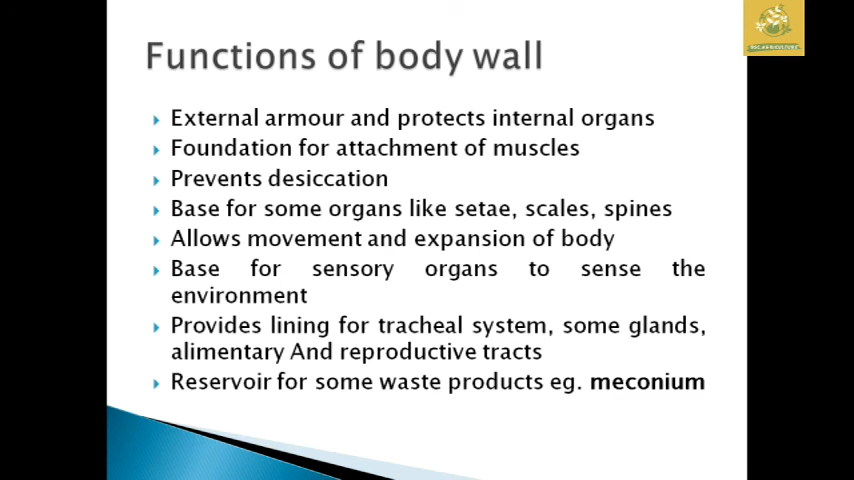 Functions of body wall
External armour and protects internal organs
Foundation for attachment of muscles
Prevents desiccation
Base for some organs like setae, scales, spines
Allows movement and expansion of body
Base for sensory organs to sense the
environment
Provides lining for tracheal system, some glands,
alimentary And reproductive tracts
Reservoir for some waste products eg. meconium